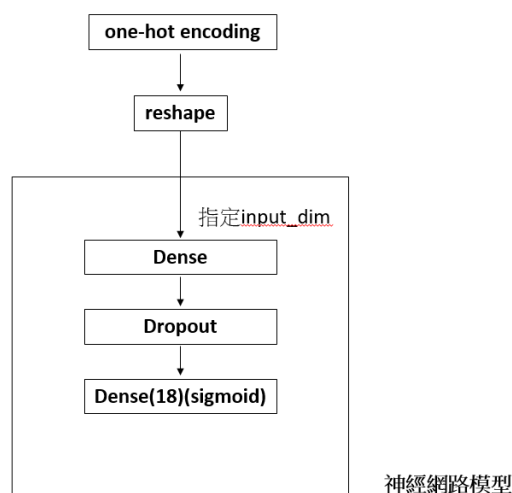 one-hot encoding
reshape
指定input_dim
Dense
Dropout
Dense(18)(sigmoid)
神經網路模型